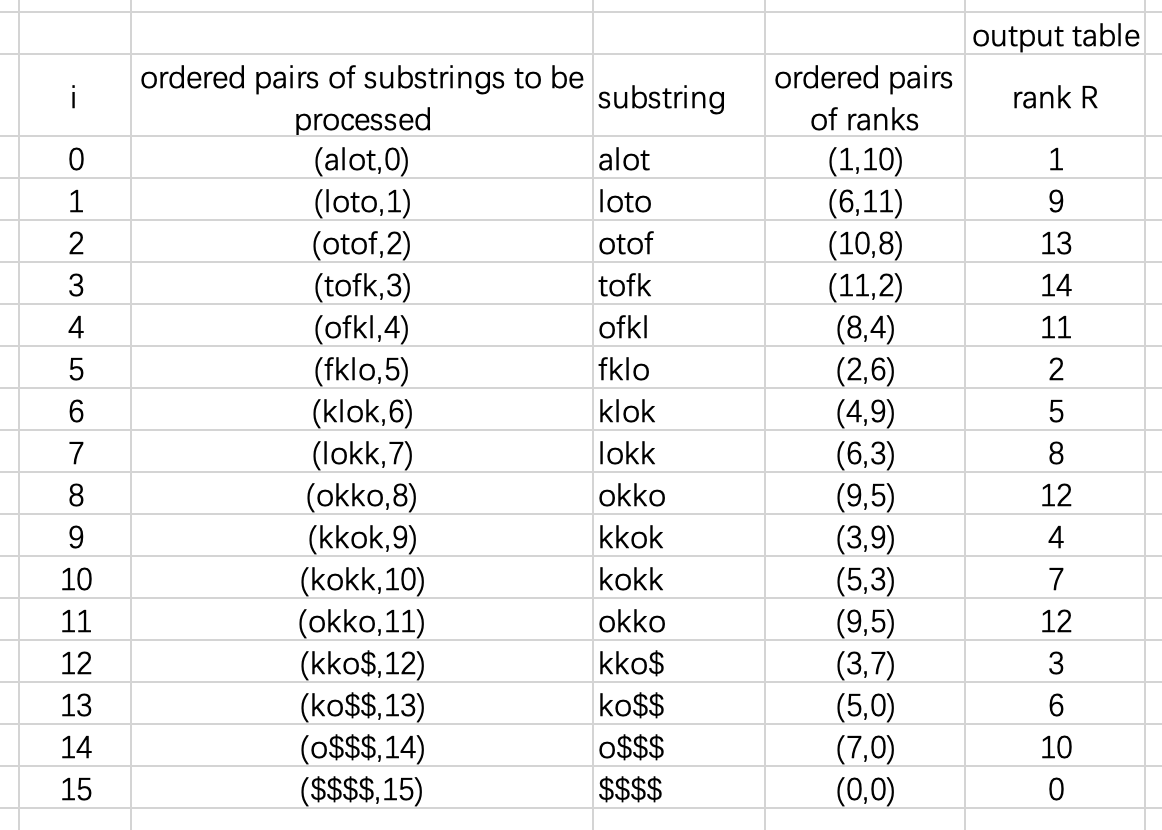 output table
i ordered pairs of substrings to be processed substring ordered pairs of ranks rank R
0 (alot,0) alot (1,10) 1
1 (loto,1) loto (6,11) 9
2 (otof,2) otof (10,8) 13
3 (tofk,3) tofk (11,2) 14
4 (ofkl,4) ofkl (8,4) 11
5 (fklo,5) fklo (2,6) 2
6 (klok,6) klok (4,9) 5
7 (lokk,7) lokk (6,3) 8
8 (okko,8) okko (9,5) 12
9 (kkok,9) kkok (3,9) 4
10 (kokk,10) kokk (5,3) 7
11 (okko,11) okko (9,5) 12
12 (kko$,12) kko$ (3,7) 3
13 (ko$$,13) ko$$ (5,0) 6
14 (o$$$,14) o$$$ (7,0) 10
15 ($$$$,15) $$$$ (0,0) 0